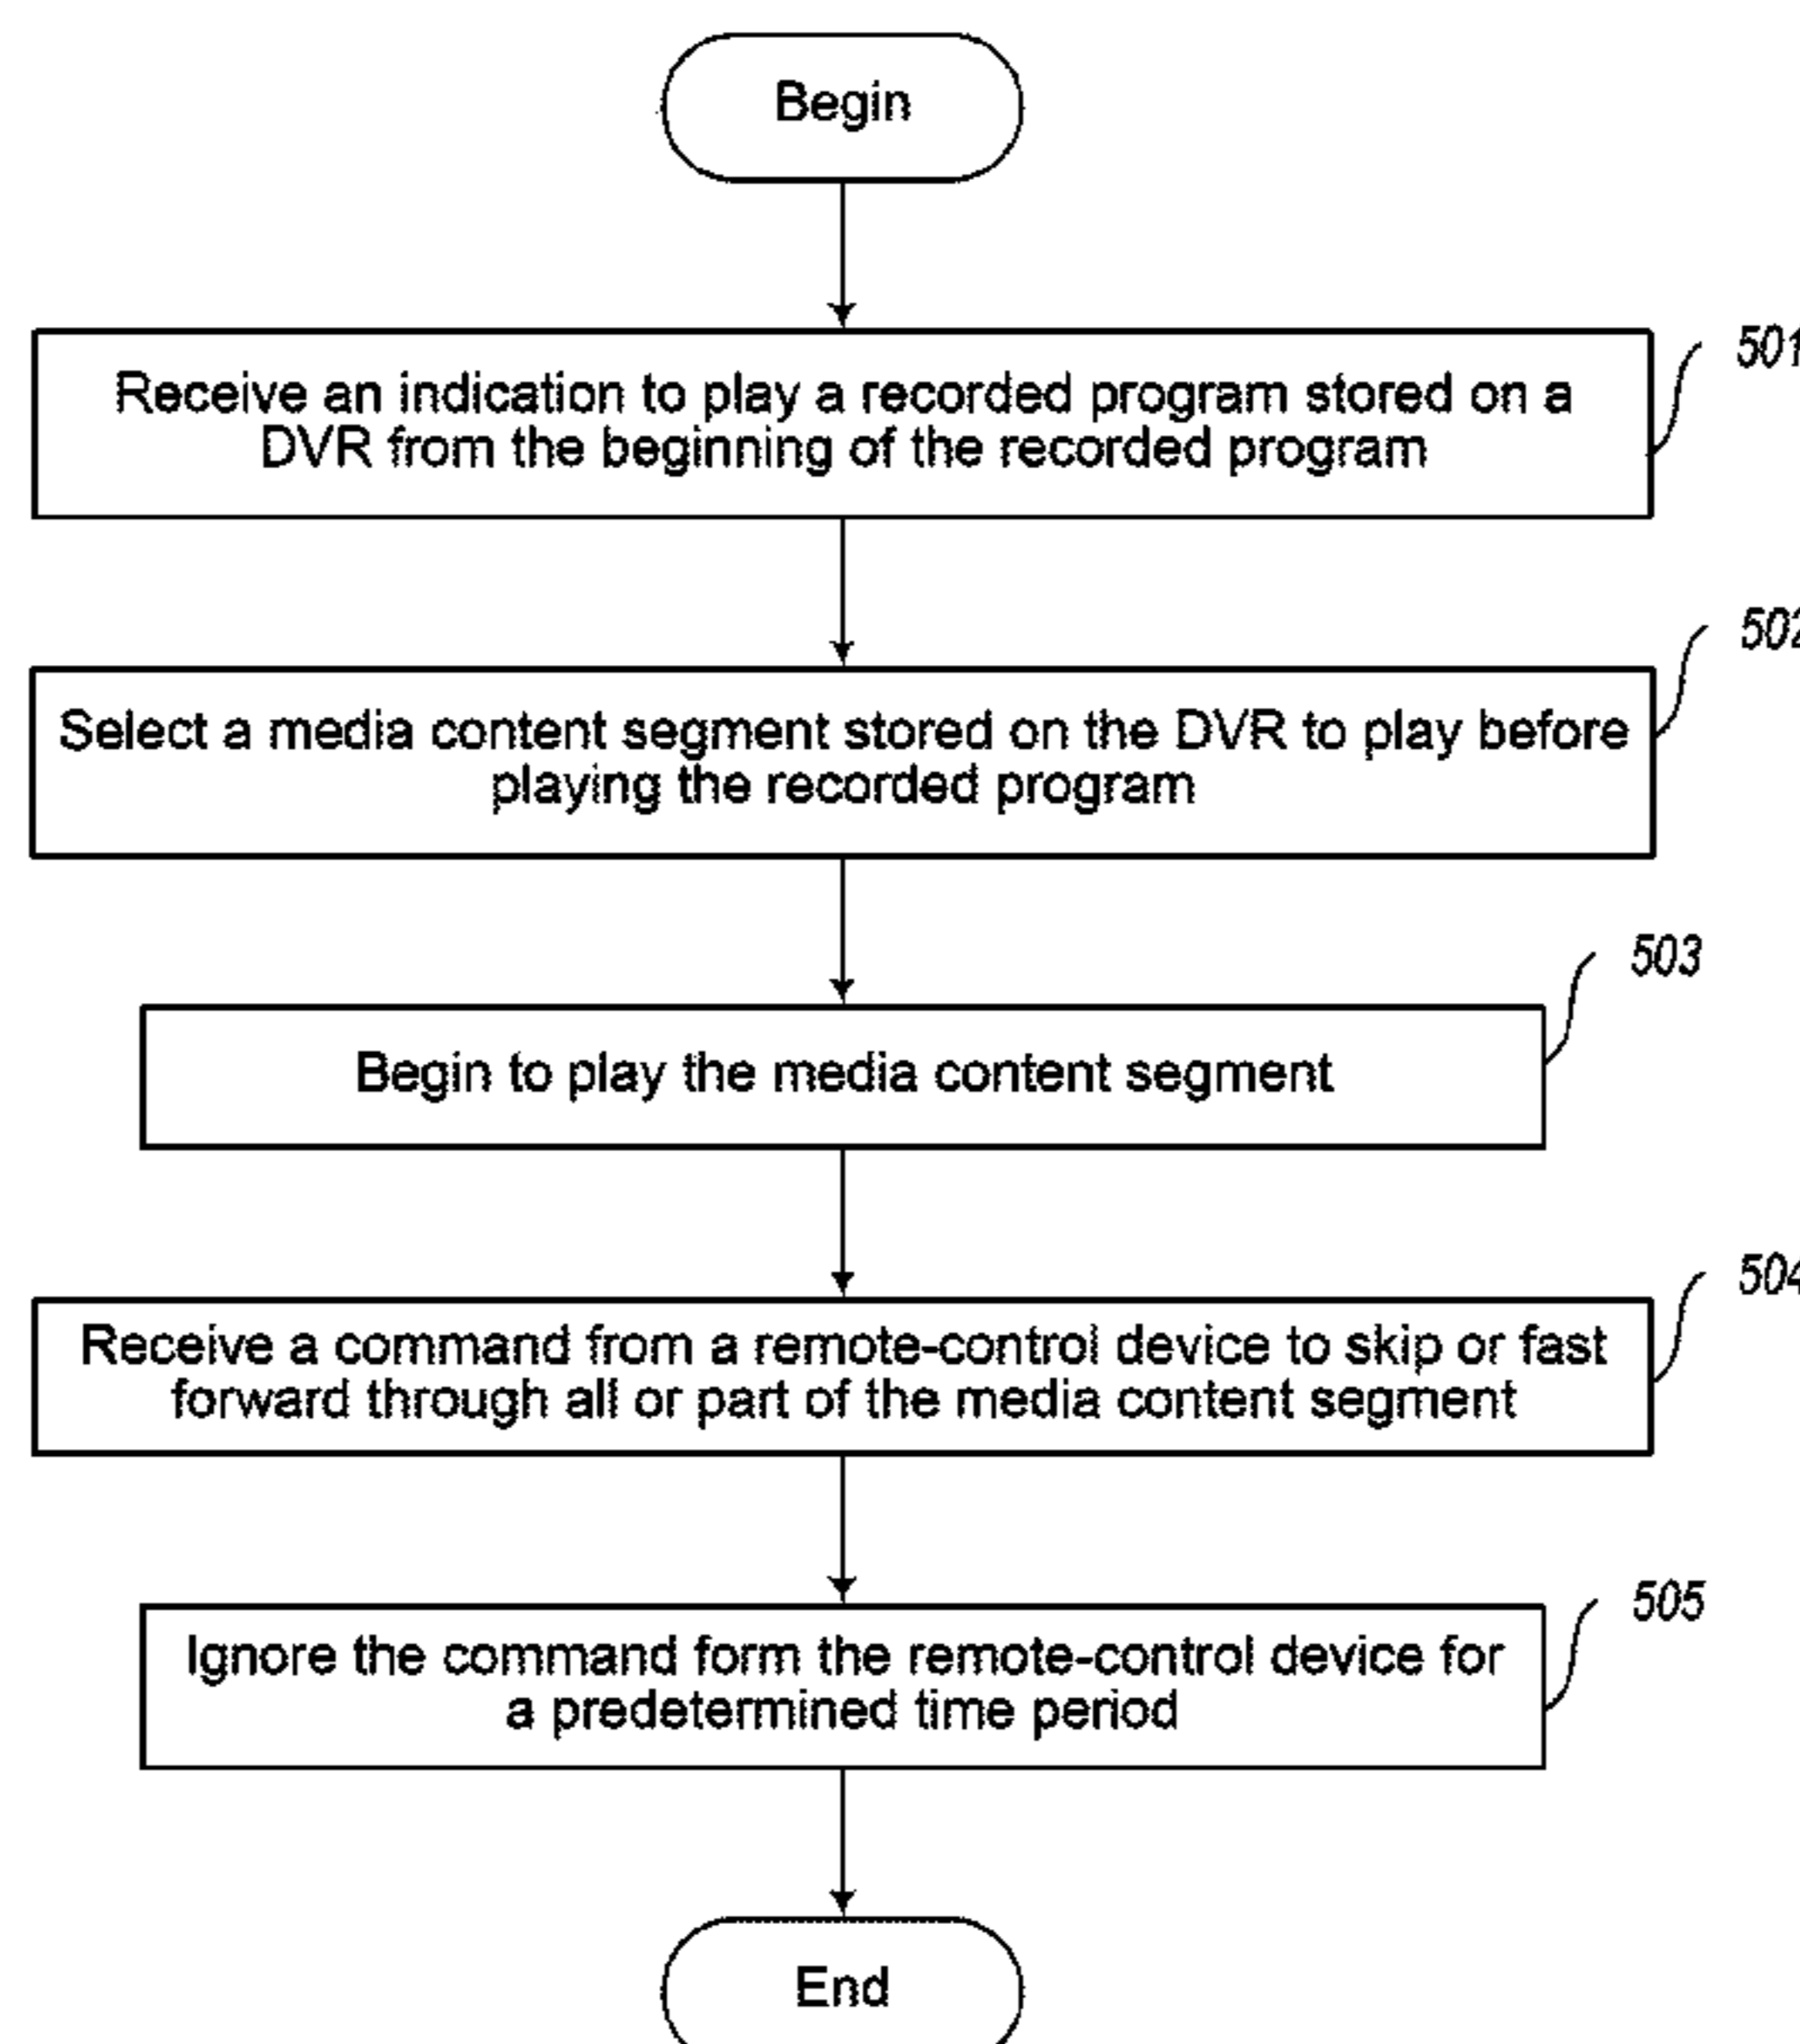 Begin
501
Receive an indication to play a recorded program stored on a
DVR from the beginning of the recorded program
502
Select a media content segment stored on the DVR to play before
playing the recorded program
503
Begin to play the media content segment
504
Receive a command from a remote-control device to skip or fast
forward through all or part of the media content segment
505
Ignore the command form the remote-control device for
a predetermined time period
End